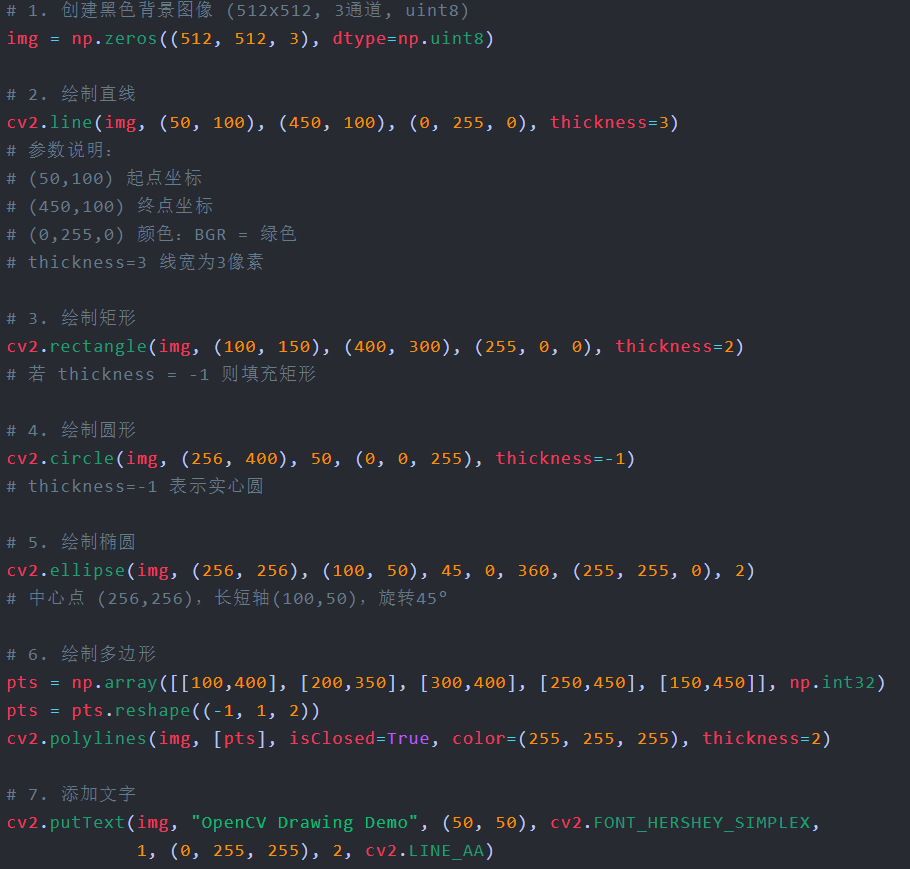 # 1. 创建黑色背景图像 (512x512, 3通道, uint8)
img = np.zeros((512, 512, 3), dtype=np.uint8)
# 2. 绘制直线
cv2.line(img, (50, 100), (450, 100), (0, 255, 0), thickness=3)
# 参数说明：
# (50,100) 起点坐标
# (450,100) 终点坐标
# (0,255,0) 颜色：BGR = 绿色
# thickness=3 线宽为3像素
# 3. 绘制矩形
cv2.rectangle(img, (100, 150), (400, 300), (255, 0, 0), thickness=2)
# 若 thickness = -1 则填充矩形
# 4. 绘制圆形
cv2.circle(img, (256, 400), 50, (0, 0, 255), thickness=-1)
# thickness=-1 表示实心圆
# 5. 绘制椭圆
cv2.ellipse(img, (256, 256), (100, 50), 45, 0, 360, (255, 255, 0), 2)
# 中心点 (256,256)，长短轴(100,50)，旋转45°
# 6. 绘制多边形
pts = np.array([[100,400], [200,350], [300,400], [250,450], [150,450]], np.int32)
pts = pts.reshape((-1, 1, 2))
cv2.polylines(img, [pts], isClosed=True, color=(255, 255, 255), thickness=2)
# 7. 添加文字
cv2.putText(img, "OpenCV Drawing Demo", (50, 50), cv2.FONT_HERSHEY_SIMPLEX,
            1, (0, 255, 255), 2, cv2.LINE_AA)